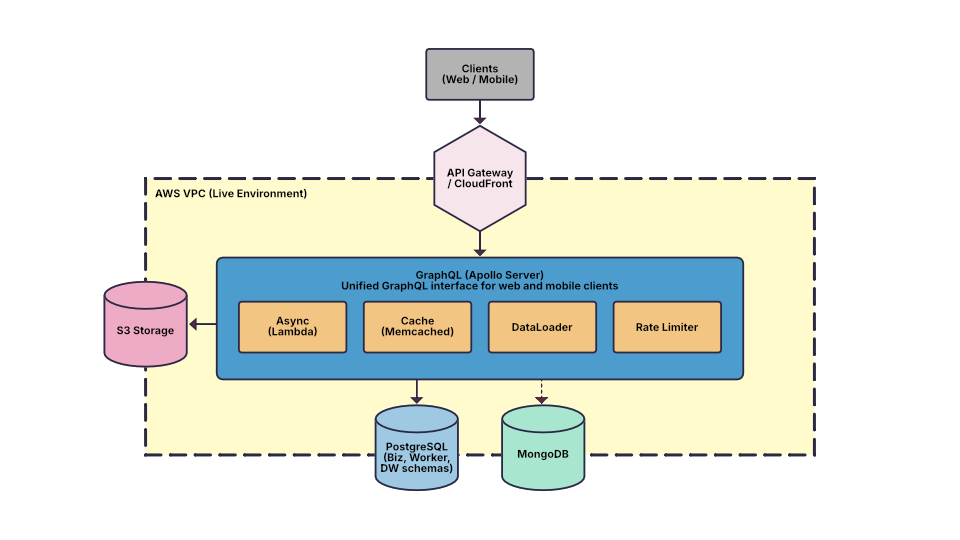 Clients
(Web / Mobile)
API Gateway
/ CloudFront
AWS VPC (Live Environment)
GraphQL (Apollo Server)
Unified GraphQL interface for web and mobile clients
Async
(Lambda)
Cache
(Memcached)
DataLoader
Rate Limiter
S3 Storage
PostgreSQL
(Biz, Worker,
DW schemas)
MongoDB